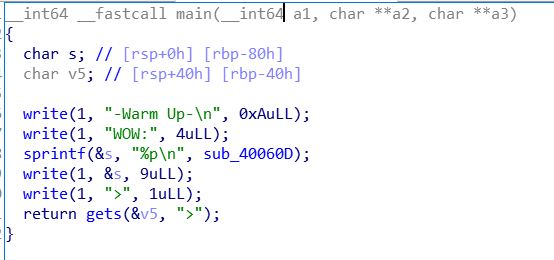 __int64 __fastcall main(__int64 a1, char **a2, char **a3)
{
char s; // [rsp+0h] [rbp-80h]
char v5; // [rsp+40h] [rbp-40h]
write(1, "-Warm Up-\n", 0xAuLL);
write(1, "WOW:", 4uLL);
sprintf(&s, "%p\n", sub_40060D);
write(1, &s, 9uLL);
write(1, ">", 1uLL);
return gets(&v5, ">");
}